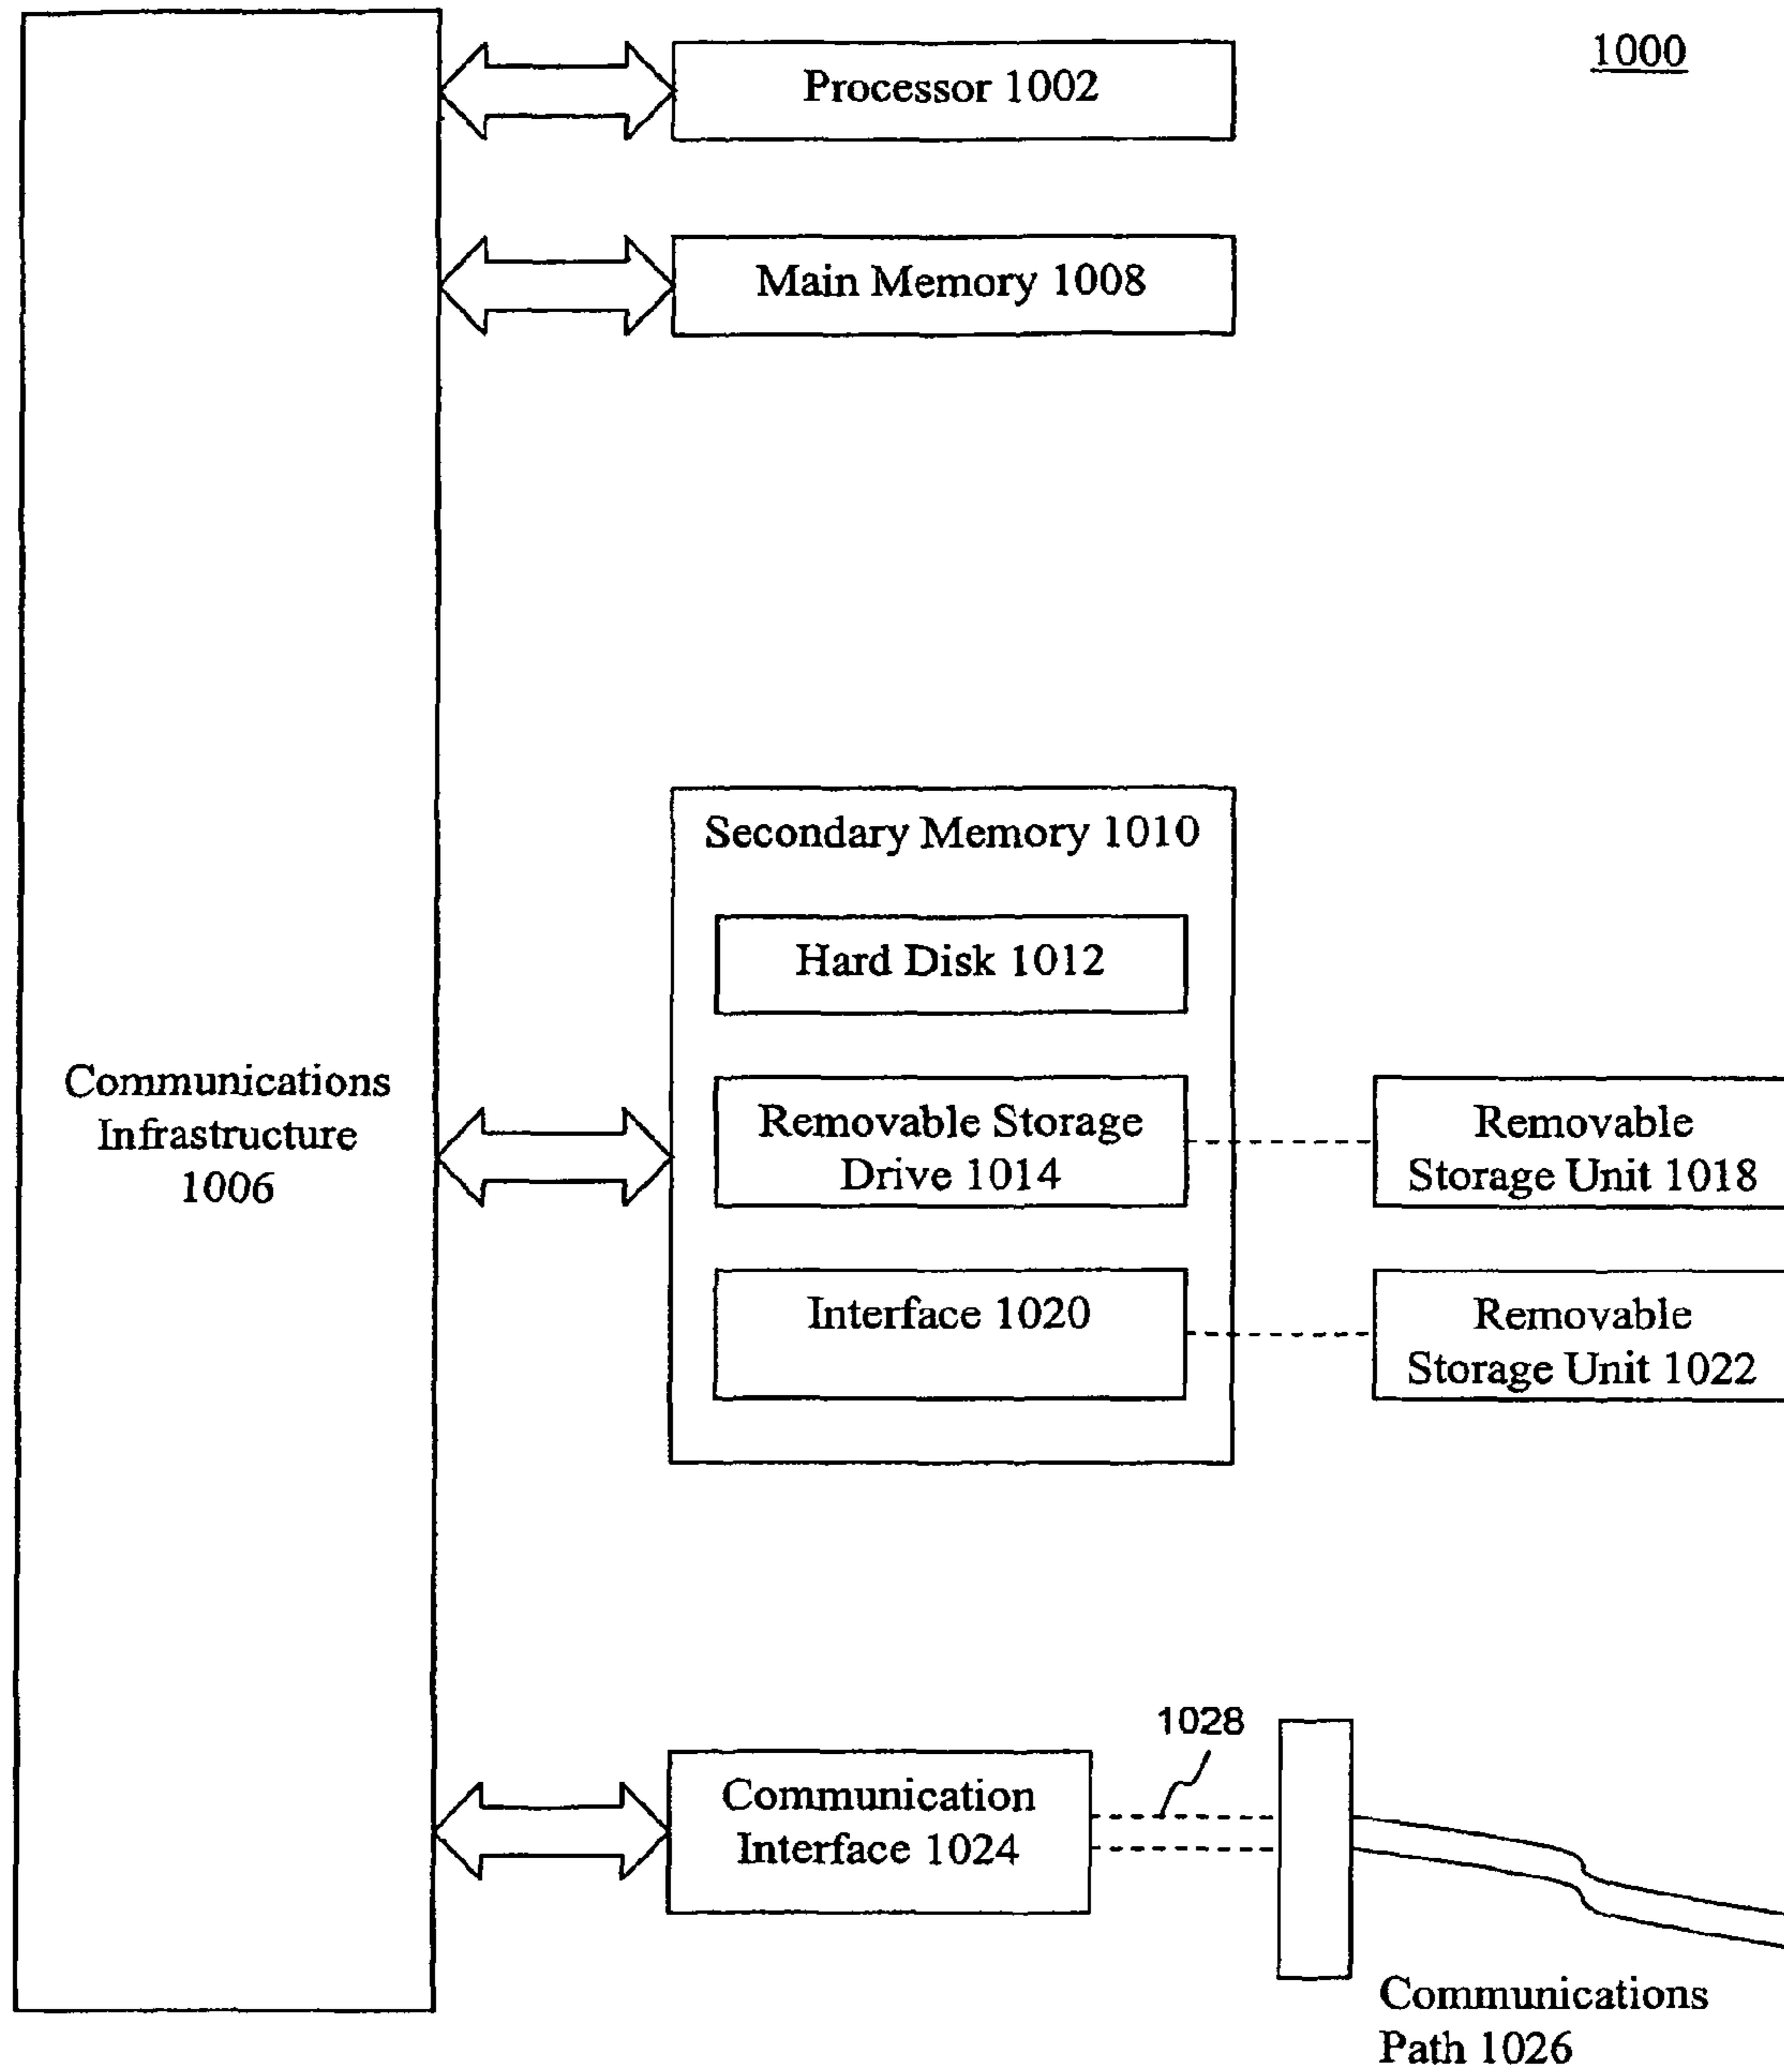 1000
Processor 1002
Main Memory 1008
Secondary Memory 1010
Hard Disk 1012
Communications
Infrastructure
1006
Removable Storage
Drive 1014
Removable
Storage Unit 1018
Interface 1020
Removable
Storage Unit 1022
1028
Communication
Interface 1024
Communications
Path 1026